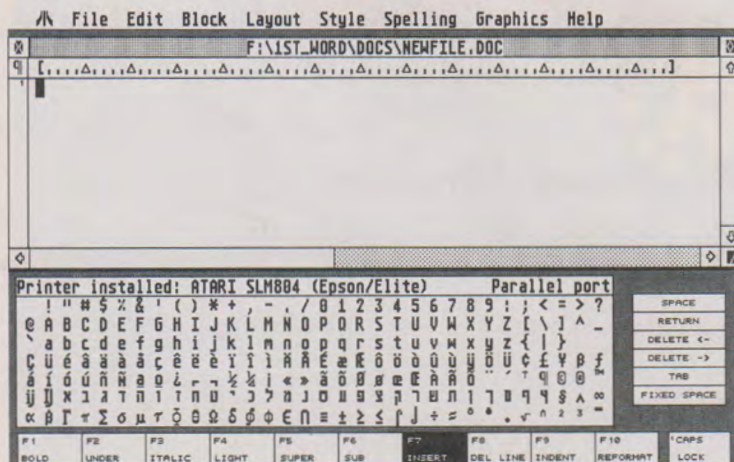 File Edit Block Layout Style Spelling Graphics Help
F:\1ST_WORD\DOCS\NEWFILE.DOC
Printer installed: ATARI SLM804 (Epson/Elite) Parallel port
! " # $ % & ' ( ) * + , - . / 0 1 2 3 4 5 6 7 8 9 : ; < = > ?
@ A B C D E F G H I J K L M N O P Q R S T U V W X Y Z [ \ ] ^ _
` a b c d e f g h i j k l m n o p q r s t u v w x y z { | }
SPACE
RETURN
DELETE <-
DELETE ->
TAB
FIXED SPACE
F1 F2 F3 F4 F5 F6 F7 F8 F9 F10 CAPS
BOLD UNDER ITALIC LIGHT SUPER SUB INSERT DEL LINE INDENT REFORMAT LOCK